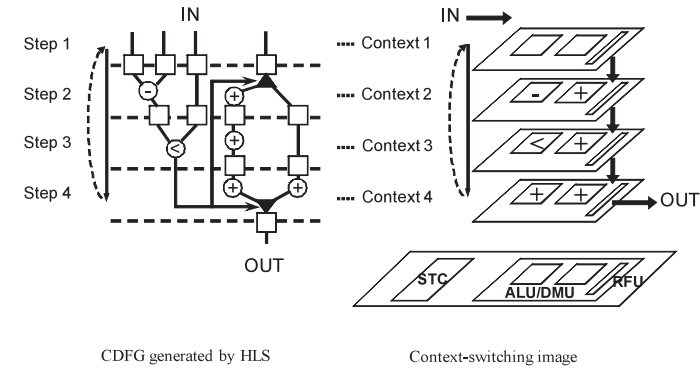 IN
IN
Step 1
Context 1
Step 2
-
+
Context 2
- +
Step 3
<
+
Context 3
< +
Step 4
+ +
Context 4
+ +
OUT
OUT
STC
ALU/DMU
RFU
CDFG generated by HLS
Context-switching image